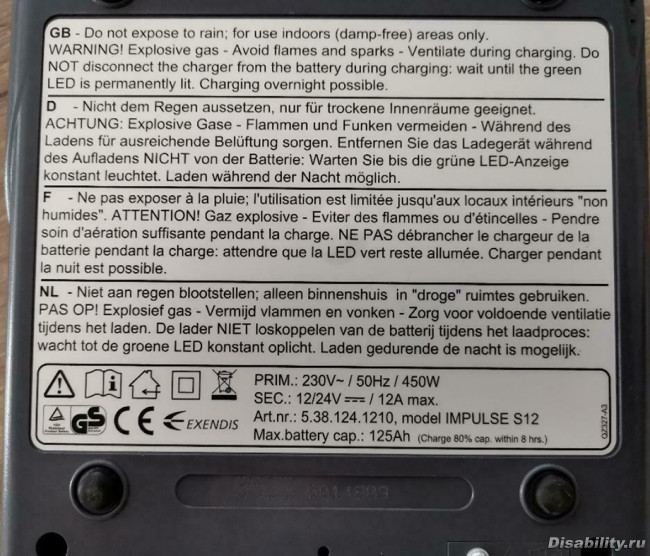 GB - Do not expose to rain; for use indoors (damp-free) areas only.
WARNING! Explosive gas - Avoid flames and sparks - Ventilate during charging. Do
NOT disconnect the charger from the battery during charging: wait until the green
LED is permanently lit. Charging overnight possible.
D - Nicht dem Regen aussetzen, nur für trockene Innenräume geeignet.
ACHTUNG: Explosive Gase - Flammen und Funken vermeiden - Während des
Ladens für ausreichende Belüftung sorgen. Entfernen Sie das Ladegerät während
des Aufladens NICHT von der Batterie: Warten Sie bis die grüne LED-Anzeige
konstant leuchtet. Laden während der Nacht möglich.
F - Ne pas exposer à la pluie; l'utilisation est limitée jusqu'aux locaux intérieurs "non
humides". ATTENTION! Gaz explosive - Eviter des flammes ou d'étincelles - Pendre
soin d'aération suffisante pendant la charge. NE PAS débrancher le chargeur de la
batterie pendant la charge: attendre que la LED vert reste allumée. Charger pendant
la nuit est possible.
NL - Niet aan regen blootstellen; alleen binnenshuis in "droge" ruimtes gebruiken.
PAS OP! Explosief gas - Vermijd vlammen en vonken - Zorg voor voldoende ventilatie
tijdens het laden. De lader NIET loskoppelen van de batterij tijdens het laadproces:
wacht tot de groene LED konstant oplicht. Laden gedurende de nacht is mogelijk.
PRIM.: 230V~ / 50Hz / 450W
SEC.: 12/24V / 12A max.
Art.nr.: 5.38.124.1210, model IMPULSE S12
Max.battery cap.: 125Ah (Charge 80% cap. within 8 hrs.)
GS CE EXENDIS
QZ327-A3
Disability.ru